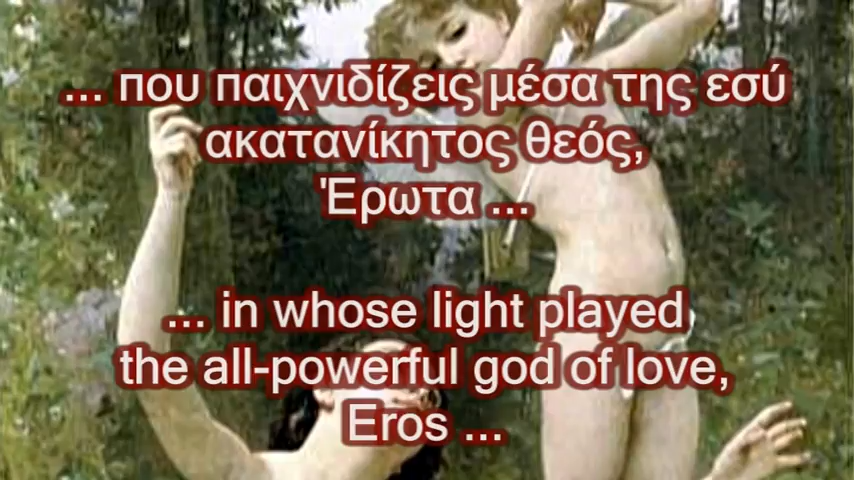 ... που παιχνιδίζεις μέσα της εσύ
ακατανίκητος θεός,
Έρωτα ...
... in whose light played
the all-powerful god of love,
Eros ...